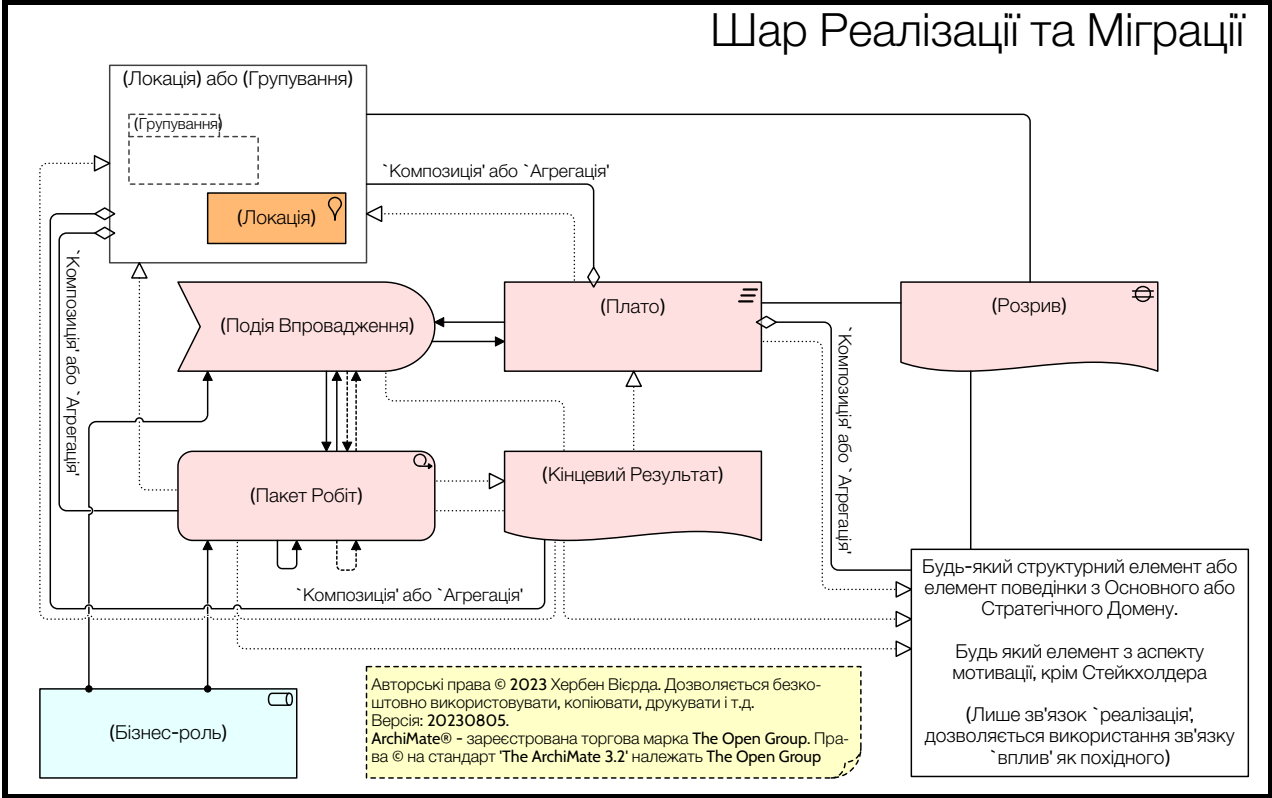 Шар Реалізації та Міграції
(Локація) або (Групування)
(Групування)
(Локація)
`Композиція' або `Агрегація'
`Композиція' або `Агрегація'
(Подія Впровадження)
(Плато)
(Розрив)
`Композиція' або `Агрегація'
(Пакет Робіт)
(Кінцевий Результат)
`Композиція' або `Агрегація'
Будь-який структурний елемент або
елемент поведінки з Основного або
Стратегічного Домену.
Будь який елемент з аспекту
мотивації, крім Стейкхолдера
(Лише зв'язок `реалізація',
дозволяється використання зв'язку
`вплив' як похідного)
(Бізнес-роль)
Авторські права © 2023 Хербен Вієрда. Дозволяється безко-
штовно використовувати, копіювати, друкувати і т.д.
Версія: 20230805.
ArchiMate® - зареєстрована торгова марка The Open Group. Пра-
ва © на стандарт 'The ArchiMate 3.2' належать The Open Group